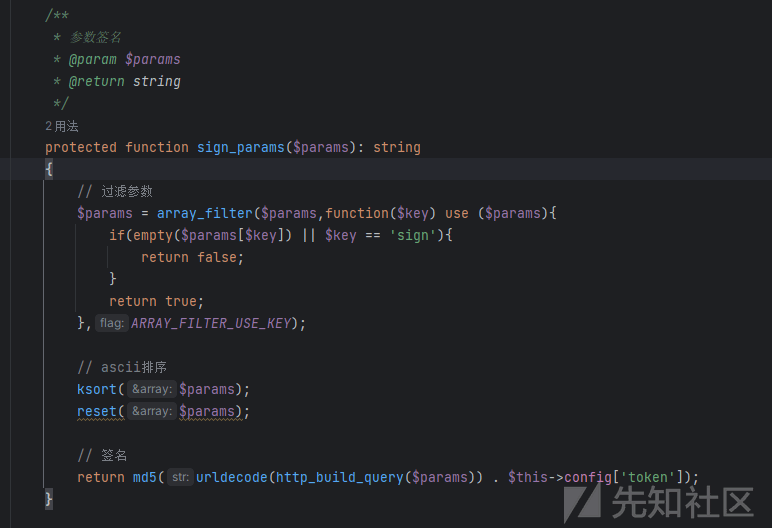 /**
 * 参数签名
 * @param $params
 * @return string
 */
2 用法
protected function sign_params($params): string
{
    // 过滤参数
    $params = array_filter($params,function($key) use ($params){
        if(empty($params[$key]) || $key == 'sign'){
            return false;
        }
        return true;
    }, flag: ARRAY_FILTER_USE_KEY);
    // ascii排序
    ksort( &array: $params);
    reset( &array: $params);
    // 签名
    return md5( str: urldecode(http_build_query($params)) . $this->config['token']);
}
先知社区